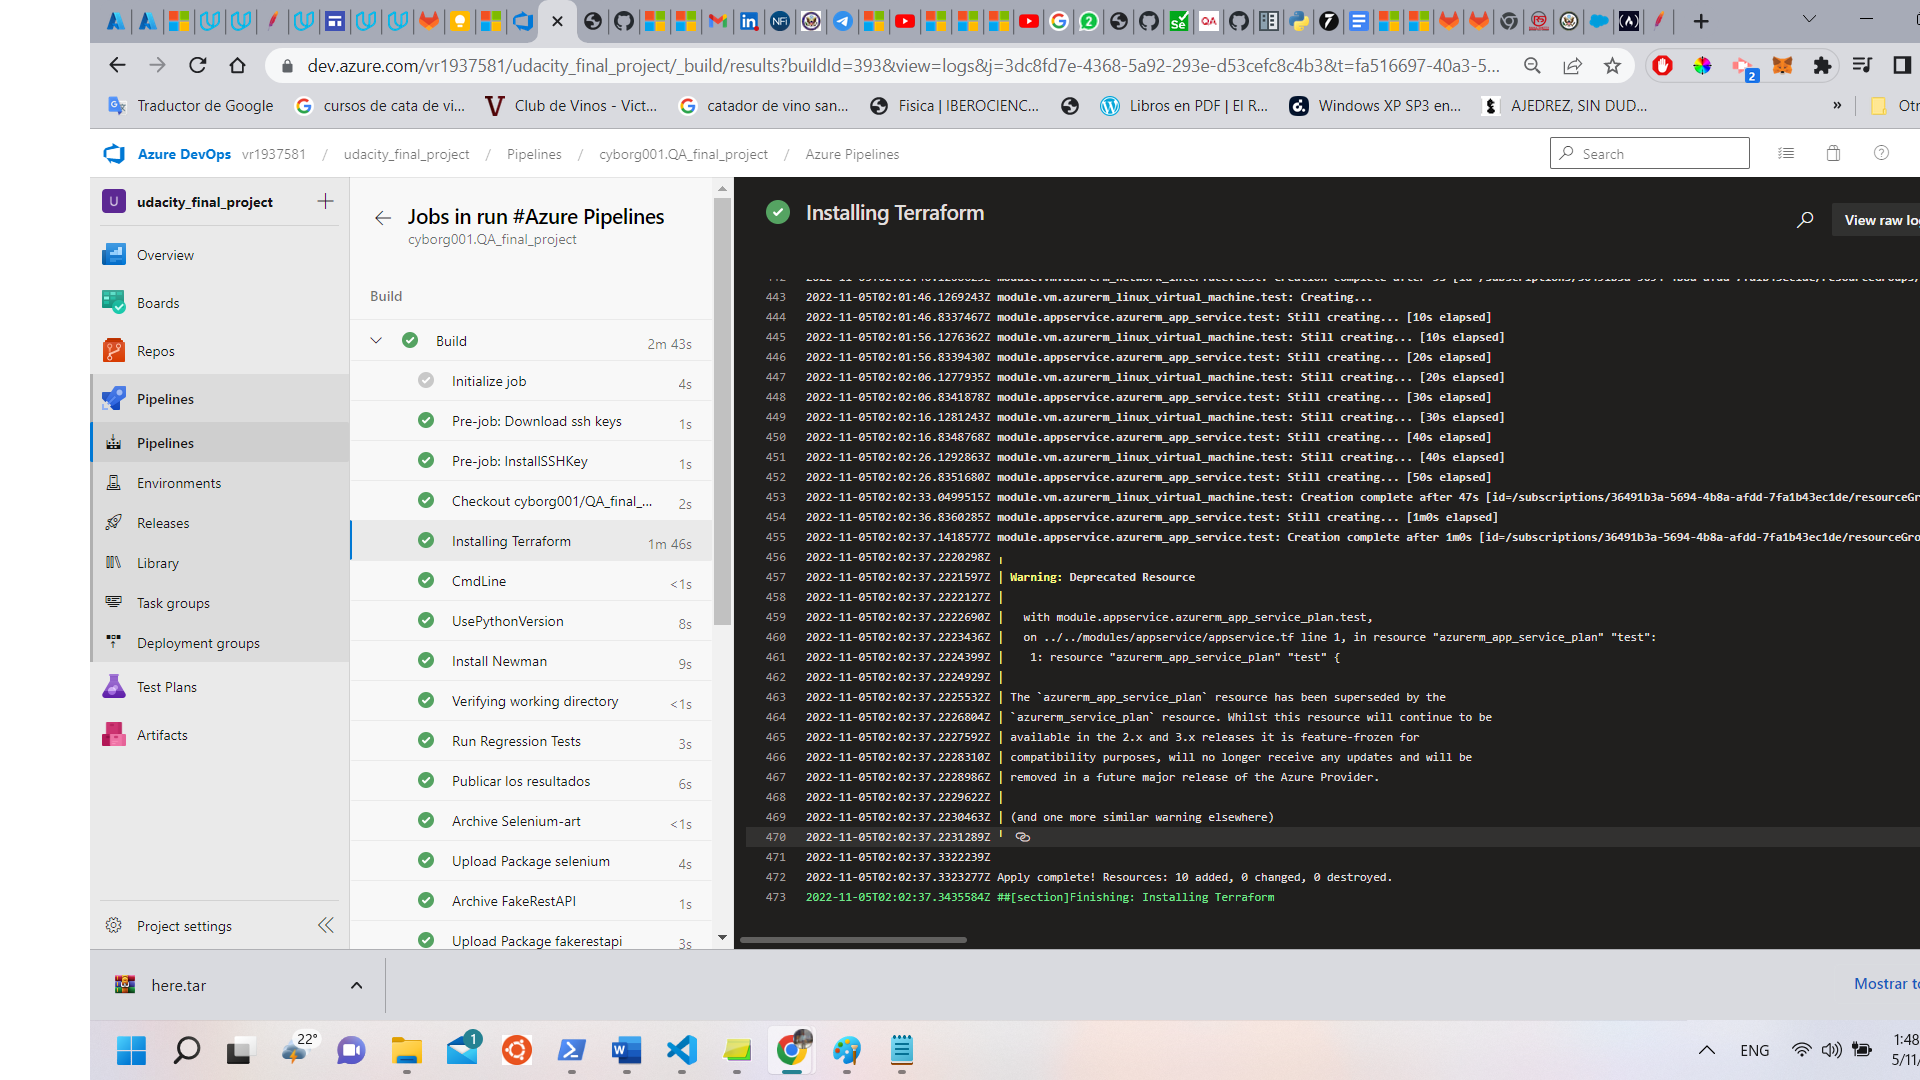 dev.azure.com/vr1937581/udacity_final_project/_build/results?buildId=393&view=logs&j=3dc8fd7e-4368-5a92-293e-d53cefc8c4b3&t=fa516697-40a3-5...
2
Traductor de Google
cursos de cata de vi...
Club de Vinos - Vict...
catador de vino san...
Fisica | IBEROCIENC...
Libros en PDF | El R...
Windows XP SP3 en...
AJEDREZ, SIN DUD...
»
Azure DevOps vr1937581 / udacity_final_project / Pipelines / cyborg001.QA_final_project / Azure Pipelines
Search
U udacity_final_project
Overview
Boards
Repos
Pipelines
Pipelines
Environments
Releases
Library
Task groups
Deployment groups
Test Plans
Artifacts
Project settings
Jobs in run #Azure Pipelines
cyborg001.QA_final_project
Build
Build 2m 43s
Initialize job 4s
Pre-job: Download ssh keys 1s
Pre-job: InstallSSHKey 1s
Checkout cyborg001/QA_final_... 2s
Installing Terraform 1m 46s
CmdLine <1s
UsePythonVersion 8s
Install Newman 9s
Verifying working directory <1s
Run Regression Tests 3s
Publicar los resultados 6s
Archive Selenium-art <1s
Upload Package selenium 4s
Archive FakeRestAPI 1s
Upload Package fakerestapi 3s
Installing Terraform
View raw lo
443 2022-11-05T02:01:46.1269243Z module.vm.azurerm_linux_virtual_machine.test: Creating...
444 2022-11-05T02:01:46.8337467Z module.appservice.azurerm_app_service.test: Still creating... [10s elapsed]
445 2022-11-05T02:01:56.1276362Z module.vm.azurerm_linux_virtual_machine.test: Still creating... [10s elapsed]
446 2022-11-05T02:01:56.8339430Z module.appservice.azurerm_app_service.test: Still creating... [20s elapsed]
447 2022-11-05T02:02:06.1277935Z module.vm.azurerm_linux_virtual_machine.test: Still creating... [20s elapsed]
448 2022-11-05T02:02:06.8341878Z module.appservice.azurerm_app_service.test: Still creating... [30s elapsed]
449 2022-11-05T02:02:16.1281243Z module.vm.azurerm_linux_virtual_machine.test: Still creating... [30s elapsed]
450 2022-11-05T02:02:16.8348768Z module.appservice.azurerm_app_service.test: Still creating... [40s elapsed]
451 2022-11-05T02:02:26.1292863Z module.vm.azurerm_linux_virtual_machine.test: Still creating... [40s elapsed]
452 2022-11-05T02:02:26.8351680Z module.appservice.azurerm_app_service.test: Still creating... [50s elapsed]
453 2022-11-05T02:02:33.0499515Z module.vm.azurerm_linux_virtual_machine.test: Creation complete after 47s [id=/subscriptions/36491b3a-5694-4b8a-afdd-7fa1b43ec1de/resourceGro
454 2022-11-05T02:02:36.8360285Z module.appservice.azurerm_app_service.test: Still creating... [1m0s elapsed]
455 2022-11-05T02:02:37.1418577Z module.appservice.azurerm_app_service.test: Creation complete after 1m0s [id=/subscriptions/36491b3a-5694-4b8a-afdd-7fa1b43ec1de/resourceGro
456 2022-11-05T02:02:37.2220298Z ╷
457 2022-11-05T02:02:37.2221597Z │ Warning: Deprecated Resource
458 2022-11-05T02:02:37.2222127Z │
459 2022-11-05T02:02:37.2222690Z │   with module.appservice.azurerm_app_service_plan.test,
460 2022-11-05T02:02:37.2223436Z │   on ../../modules/appservice/appservice.tf line 1, in resource "azurerm_app_service_plan" "test":
461 2022-11-05T02:02:37.2224399Z │    1: resource "azurerm_app_service_plan" "test" {
462 2022-11-05T02:02:37.2224929Z │
463 2022-11-05T02:02:37.2225532Z │ The `azurerm_app_service_plan` resource has been superseded by the
464 2022-11-05T02:02:37.2226804Z │ `azurerm_service_plan` resource. Whilst this resource will continue to be
465 2022-11-05T02:02:37.2227592Z │ available in the 2.x and 3.x releases it is feature-frozen for
466 2022-11-05T02:02:37.2228310Z │ compatibility purposes, will no longer receive any updates and will be
467 2022-11-05T02:02:37.2228986Z │ removed in a future major release of the Azure Provider.
468 2022-11-05T02:02:37.2229622Z │
469 2022-11-05T02:02:37.2230463Z │ (and one more similar warning elsewhere)
470 2022-11-05T02:02:37.2231289Z ╵
471 2022-11-05T02:02:37.3322239Z
472 2022-11-05T02:02:37.3323277Z Apply complete! Resources: 10 added, 0 changed, 0 destroyed.
473 2022-11-05T02:02:37.3435584Z ##[section]Finishing: Installing Terraform
here.tar
Mostrar to
22°
1
ENG
1:48
5/11/